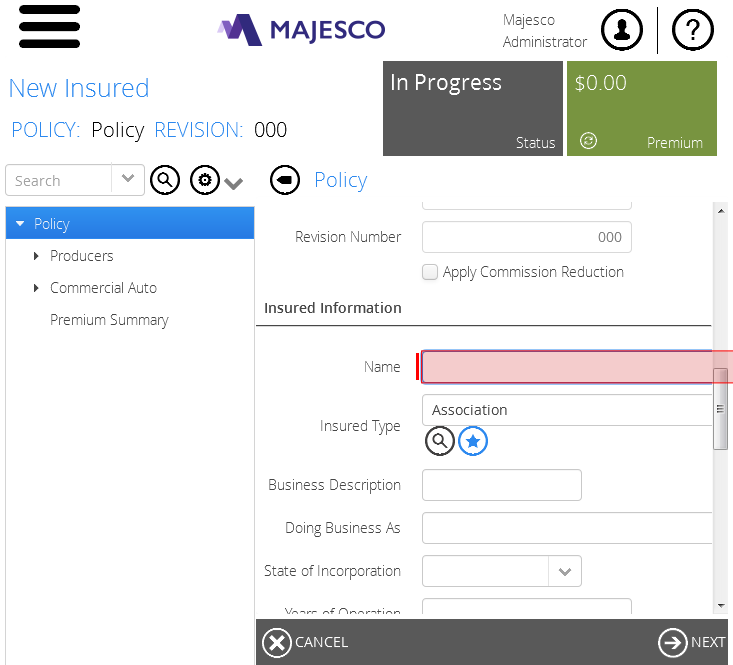 MAJESCO
Majesco
Administrator
?
New Insured
POLICY: Policy REVISION: 000
In Progress
Status
$0.00
Premium
Search
Policy
Policy
Producers
Commercial Auto
Premium Summary
Revision Number 000
Apply Commission Reduction
Insured Information
Name
Insured Type Association
Business Description
Doing Business As
State of Incorporation
Years of Operation
CANCEL
NEXT